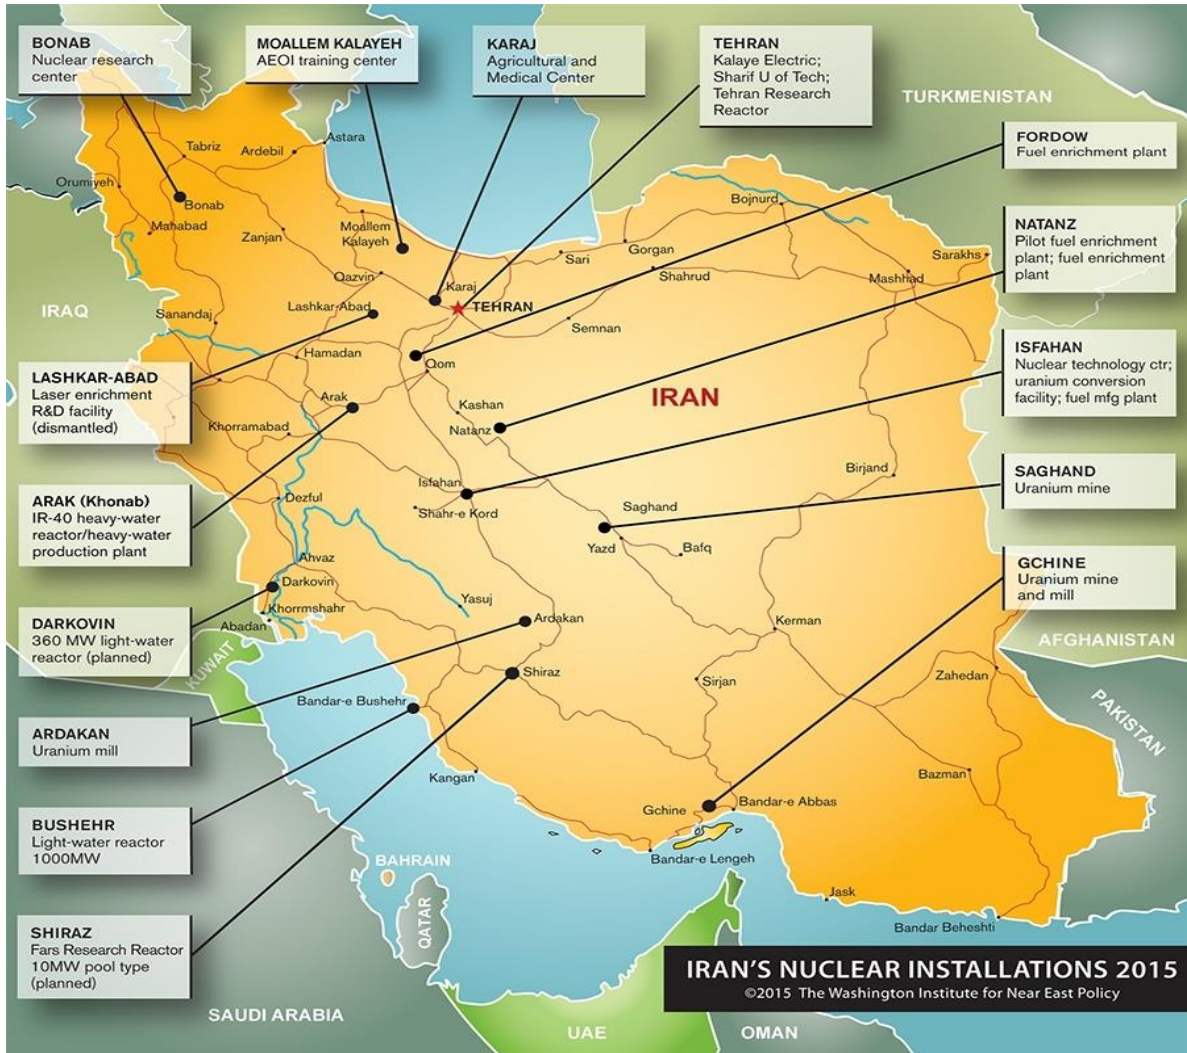 BONAB
Nuclear research
center
MOALLEM KALAYEH
AEOI training center
KARAJ
Agricultural and
Medical Center
TEHRAN
Kalaye Electric;
Sharif U of Tech;
Tehran Research
Reactor
TURKMENISTAN
FORDOW
Fuel enrichment plant
NATANZ
Pilot fuel enrichment
plant; fuel enrichment
plant
ISFAHAN
Nuclear technology ctr;
uranium conversion
facility; fuel mfg plant
SAGHAND
Uranium mine
GCHINE
Uranium mine
and mill
LASHKAR-ABAD
Laser enrichment
R&D facility
(dismantled)
ARAK (Khonab)
IR-40 heavy-water
reactor/heavy-water
production plant
DARKOVIN
360 MW light-water
reactor (planned)
ARDAKAN
Uranium mill
BUSHEHR
Light-water reactor
1000MW
SHIRAZ
Fars Research Reactor
10MW pool type
(planned)
Astara
Tabriz
Ardebil
Orumiyeh
Bonab
Mahabad
Zanjan
Moallem
Kalayeh
Bojnurd
Gorgan
Sari
Shahrud
Sarakhs
Mashhad
Qazvin
Karaj
TEHRAN
Lashkar-Abad
Semnan
IRAQ
Sanandaj
Hamadan
Qom
IRAN
Arak
Kashan
Natanz
Khorramabad
Birjand
Isfahan
Dezful
Shahr-e Kord
Saghand
Yazd
Bafq
Ahvaz
Darkovin
Khorrmshahr
Abadan
Yasuj
Ardakan
Kerman
AFGHANISTAN
KUWAIT
Shiraz
Sirjan
Zahedan
Bandar-e Bushehr
PAKISTAN
Kangan
Bazman
Gchine
Bandar-e Abbas
BAHRAIN
Bandar-e Lengeh
Jask
QATAR
Bandar Beheshti
SAUDI ARABIA
UAE
OMAN
IRAN'S NUCLEAR INSTALLATIONS 2015
©2015 The Washington Institute for Near East Policy